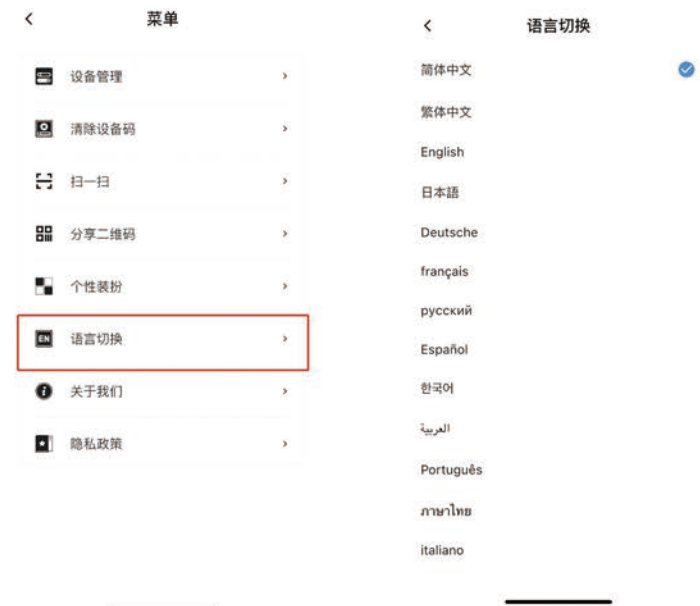 菜单
设备管理
清除设备码
扫一扫
分享二维码
个性装扮
EN
语言切换
关于我们
隐私政策
语言切换
简体中文
繁体中文
English
日本語
Deutsche
français
русский
Español
한국어
العربية
Português
ภาษาไทย
italiano